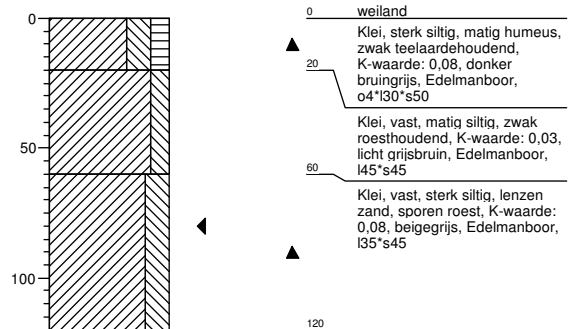 0
50
100
0
weiland
Klei, sterk siltig, matig humeus,
zwak teelaardehoudend,
K-waarde: 0,08, donker
bruingrijs, Edelmanboor,
o4*l30*s50
20
Klei, vast, matig siltig, zwak
roesthoudend, K-waarde: 0,03,
licht grijsbruin, Edelmanboor,
l45*s45
60
Klei, vast, sterk siltig, lenzen
zand, sporen roest, K-waarde:
0,08, beigegrijs, Edelmanboor,
l35*s45
120